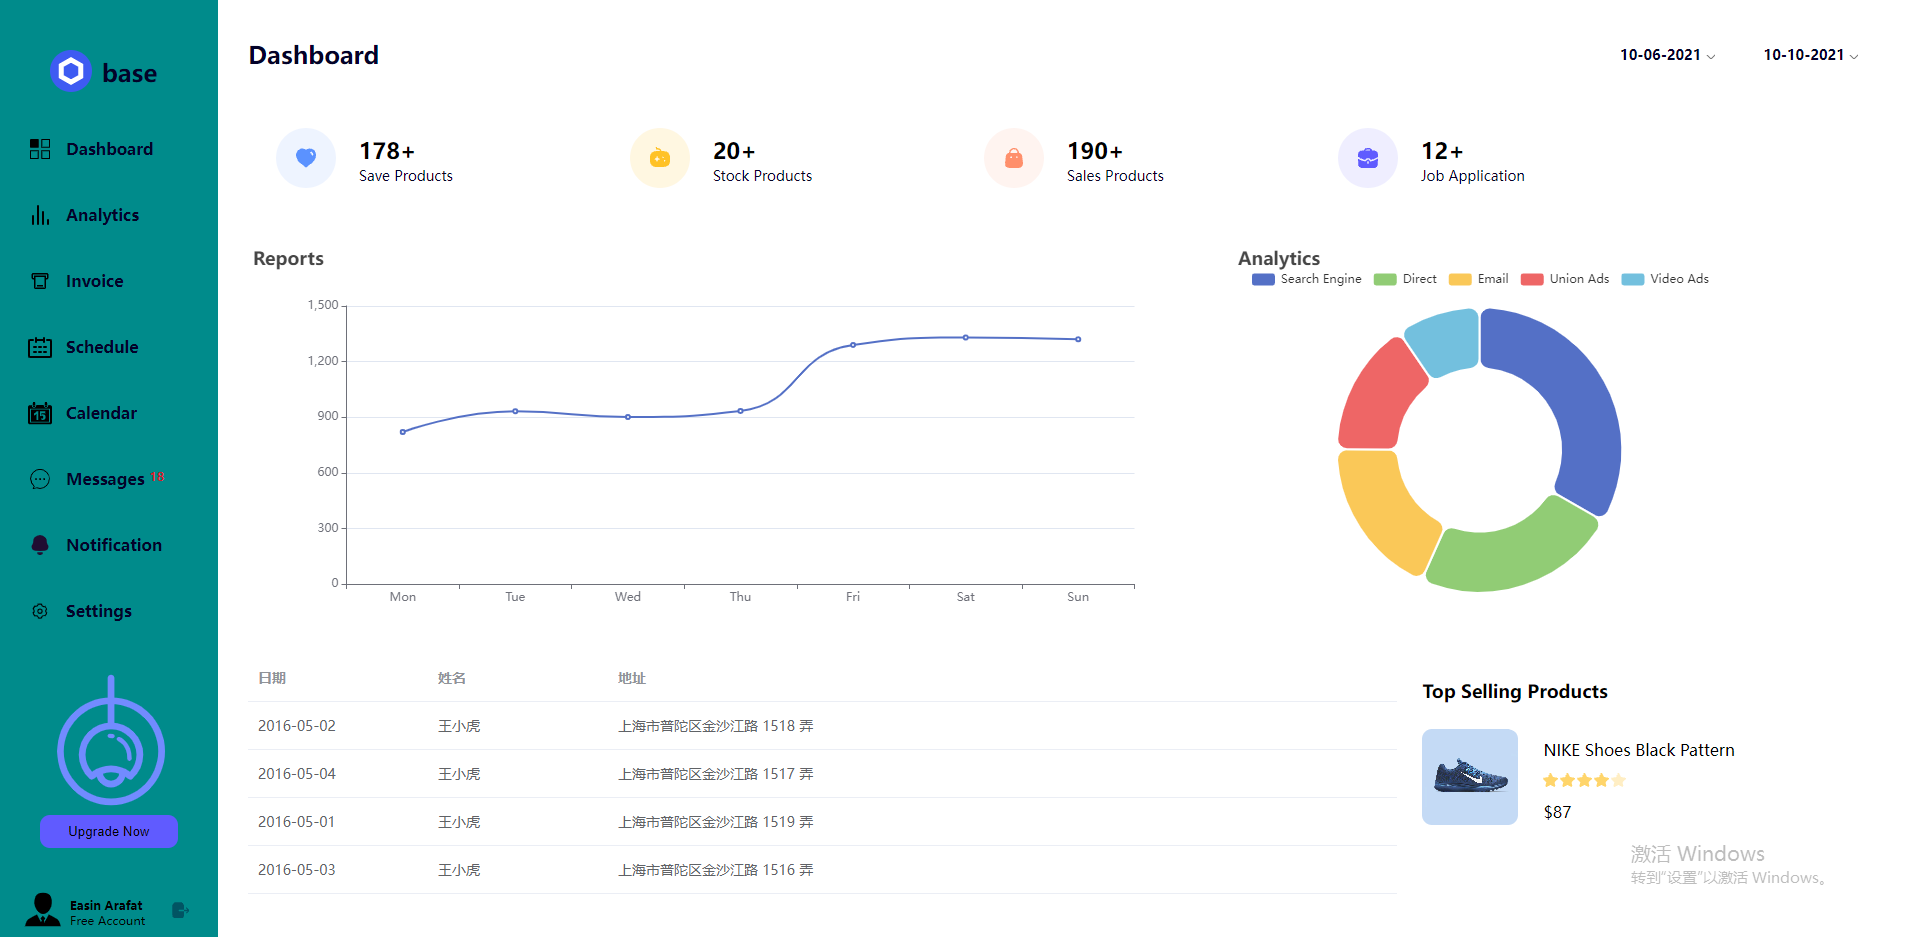 base
Dashboard
Analytics
Invoice
Schedule
15
Calendar
Messages 18
Notification
Settings
Upgrade Now
Easin Arafat
Free Account
Dashboard
10-06-2021
10-10-2021
178+
Save Products
20+
Stock Products
190+
Sales Products
12+
Job Application
Reports
1,500
1,200
900
600
300
0
Mon Tue Wed Thu Fri Sat Sun
Analytics
Search Engine Direct Email Union Ads Video Ads
日期 姓名 地址
2016-05-02 王小虎 上海市普陀区金沙江路 1518 弄
2016-05-04 王小虎 上海市普陀区金沙江路 1517 弄
2016-05-01 王小虎 上海市普陀区金沙江路 1519 弄
2016-05-03 王小虎 上海市普陀区金沙江路 1516 弄
Top Selling Products
NIKE Shoes Black Pattern
$87
激活 Windows
转到"设置"以激活 Windows。